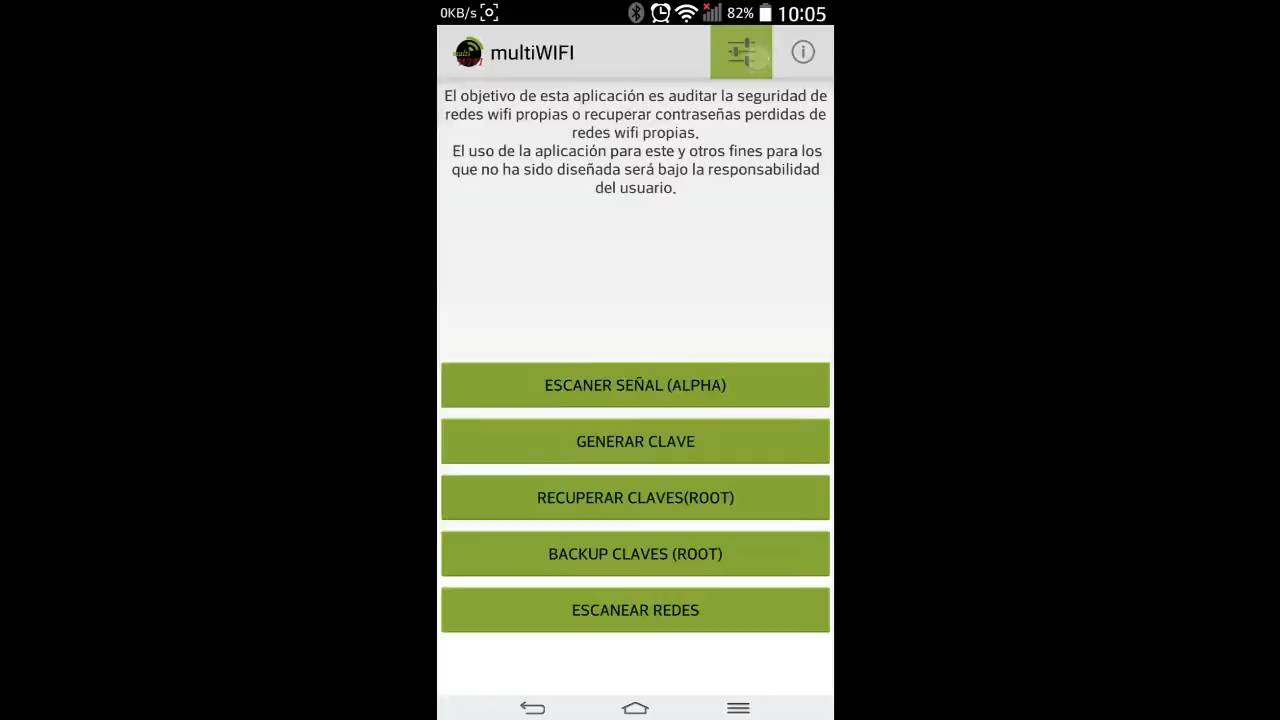 0KB/s 82% 10:05
multiWIFI
El objetivo de esta aplicación es auditar la seguridad de
redes wifi propias o recuperar contraseñas perdidas de
redes wifi propias.
El uso de la aplicación para este y otros fines para los
que no ha sido diseñada será bajo la responsabilidad
del usuario.
ESCANER SEÑAL (ALPHA)
GENERAR CLAVE
RECUPERAR CLAVES(ROOT)
BACKUP CLAVES (ROOT)
ESCANEAR REDES